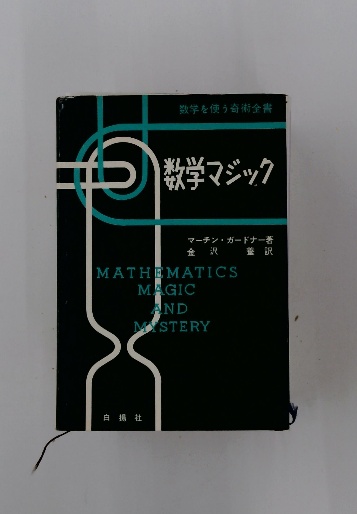 数学を使う奇術全書
数学マジック
マーチン・ガードナー著
金沢 養 訳
MATHEMATICS
MAGIC
AND
MYSTERY
白揚社